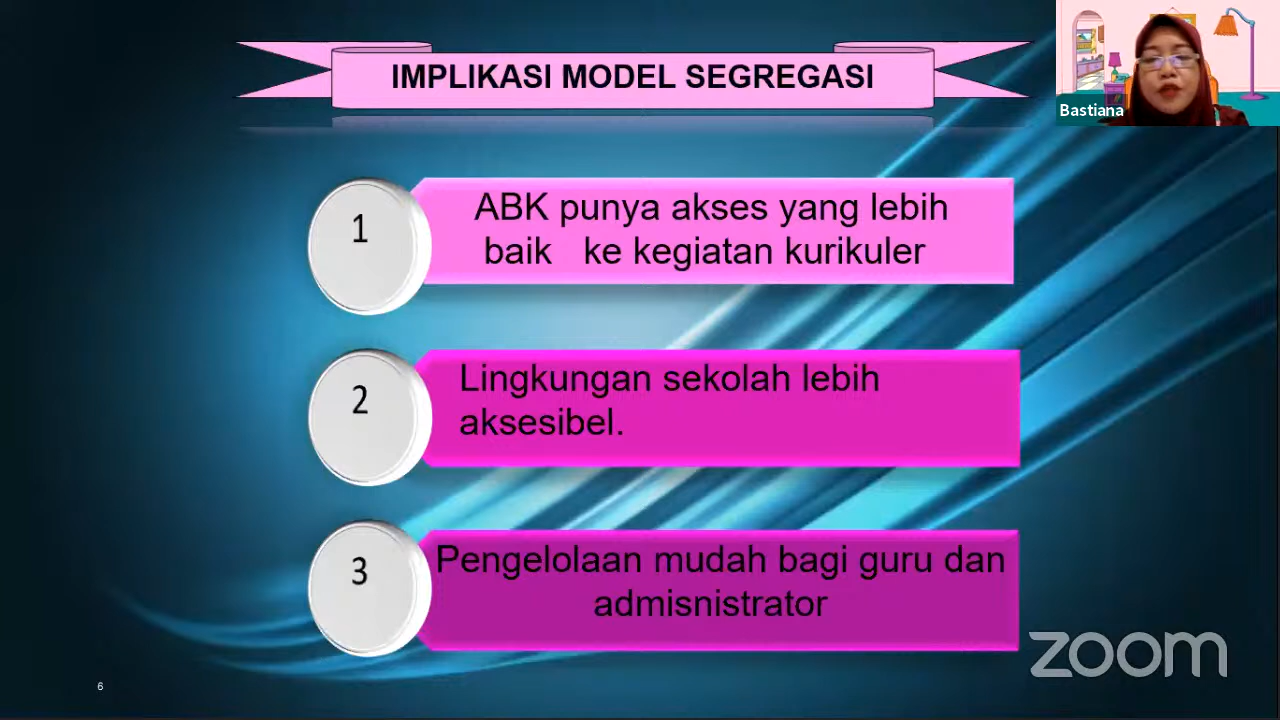 IMPLIKASI MODEL SEGREGASI
Bastiana
1
ABK punya akses yang lebih
baik ke kegiatan kurikuler
2
Lingkungan sekolah lebih
aksesibel.
3
Pengelolaan mudah bagi guru dan
admisnistrator
zoom
6